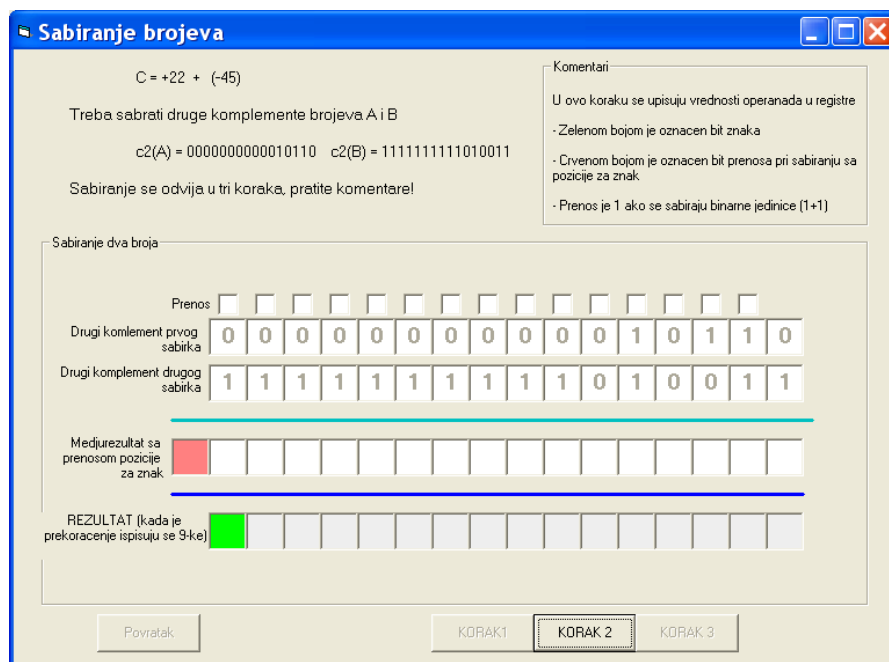 Sabiranje brojeva
C = +22 + (-45)
Treba sabrati druge komplemente brojeva A i B
c2(A) = 0000000000010110 c2(B) = 1111111111010011
Sabiranje se odvija u tri koraka, pratite komentare!
Komentari
U ovo koraku se upisuju vrednosti operanada u registre
- Zelenom bojom je oznacen bit znaka
- Crvenom bojom je oznacen bit prenosa pri sabiranju sa
pozicije za znak
- Prenos je 1 ako se sabiraju binarne jedinice (1+1)
Sabiranje dva broja
Prenos
Drugi komlement prvog
sabirka
0 0 0 0 0 0 0 0 0 0 0 1 0 1 1 0
Drugi komplement drugog
sabirka
1 1 1 1 1 1 1 1 1 1 0 1 0 0 1 1
Medjurezultat sa
prenosom pozicije
za znak
REZULTAT (kada je
prekoracenje ispisuju se 9-ke)
Povratak
KORAK1
KORAK 2
KORAK 3